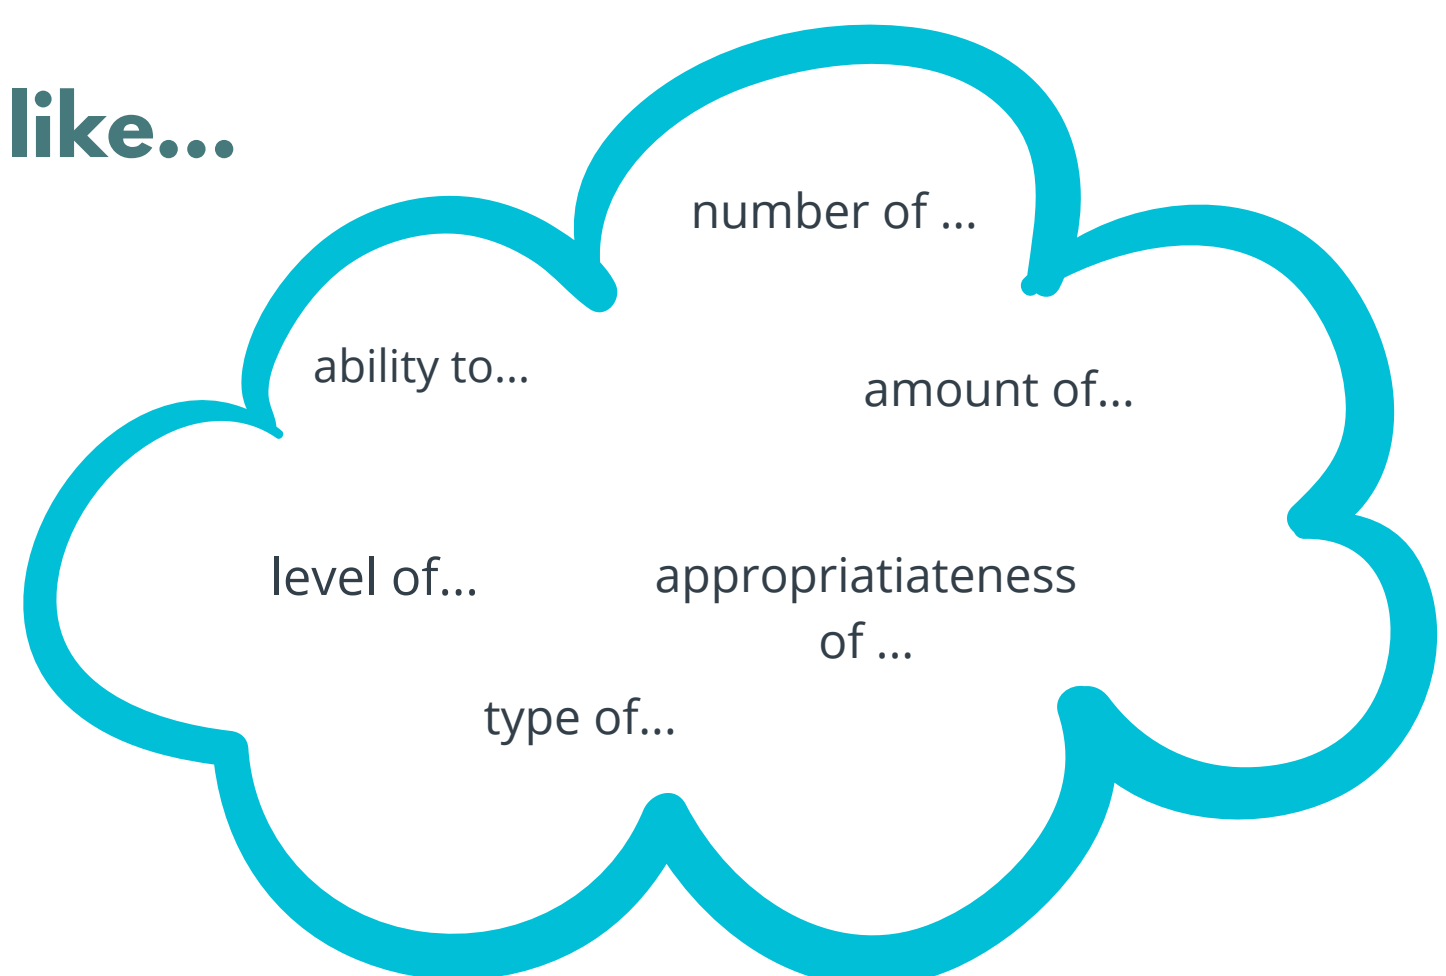 like...
number of ...
ability to...
amount of...
level of...
appropriatiateness
of ...
type of...